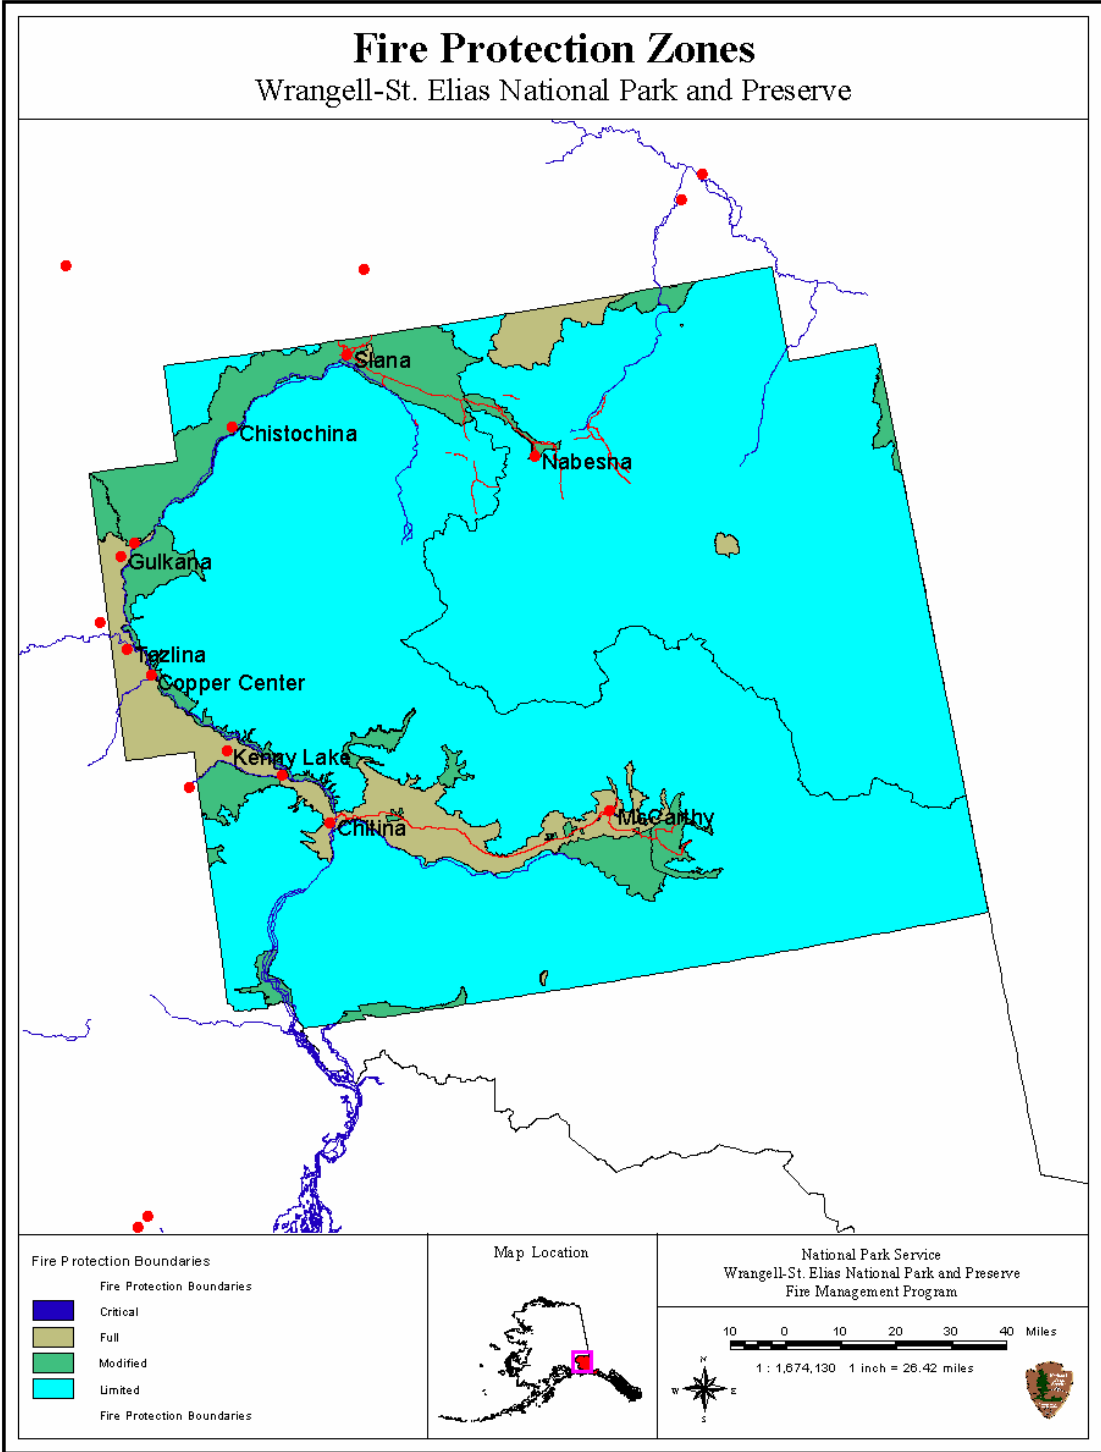 Fire Protection Zones
Wrangell-St. Elias National Park and Preserve
Slana
Chistochina
Nabesna
Gulkana
Tazlina
Copper Center
Kenny Lake
McCarthy
Chitina
Fire Protection Boundaries
Fire Protection Boundaries
Critical
Full
Modified
Limited
Fire Protection Boundaries
Map Location
National Park Service
Wrangell-St. Elias National Park and Preserve
Fire Management Program
10 0 10 20 30 40 Miles
1 : 1,674,130 1 inch = 26.42 miles
N
W E
S